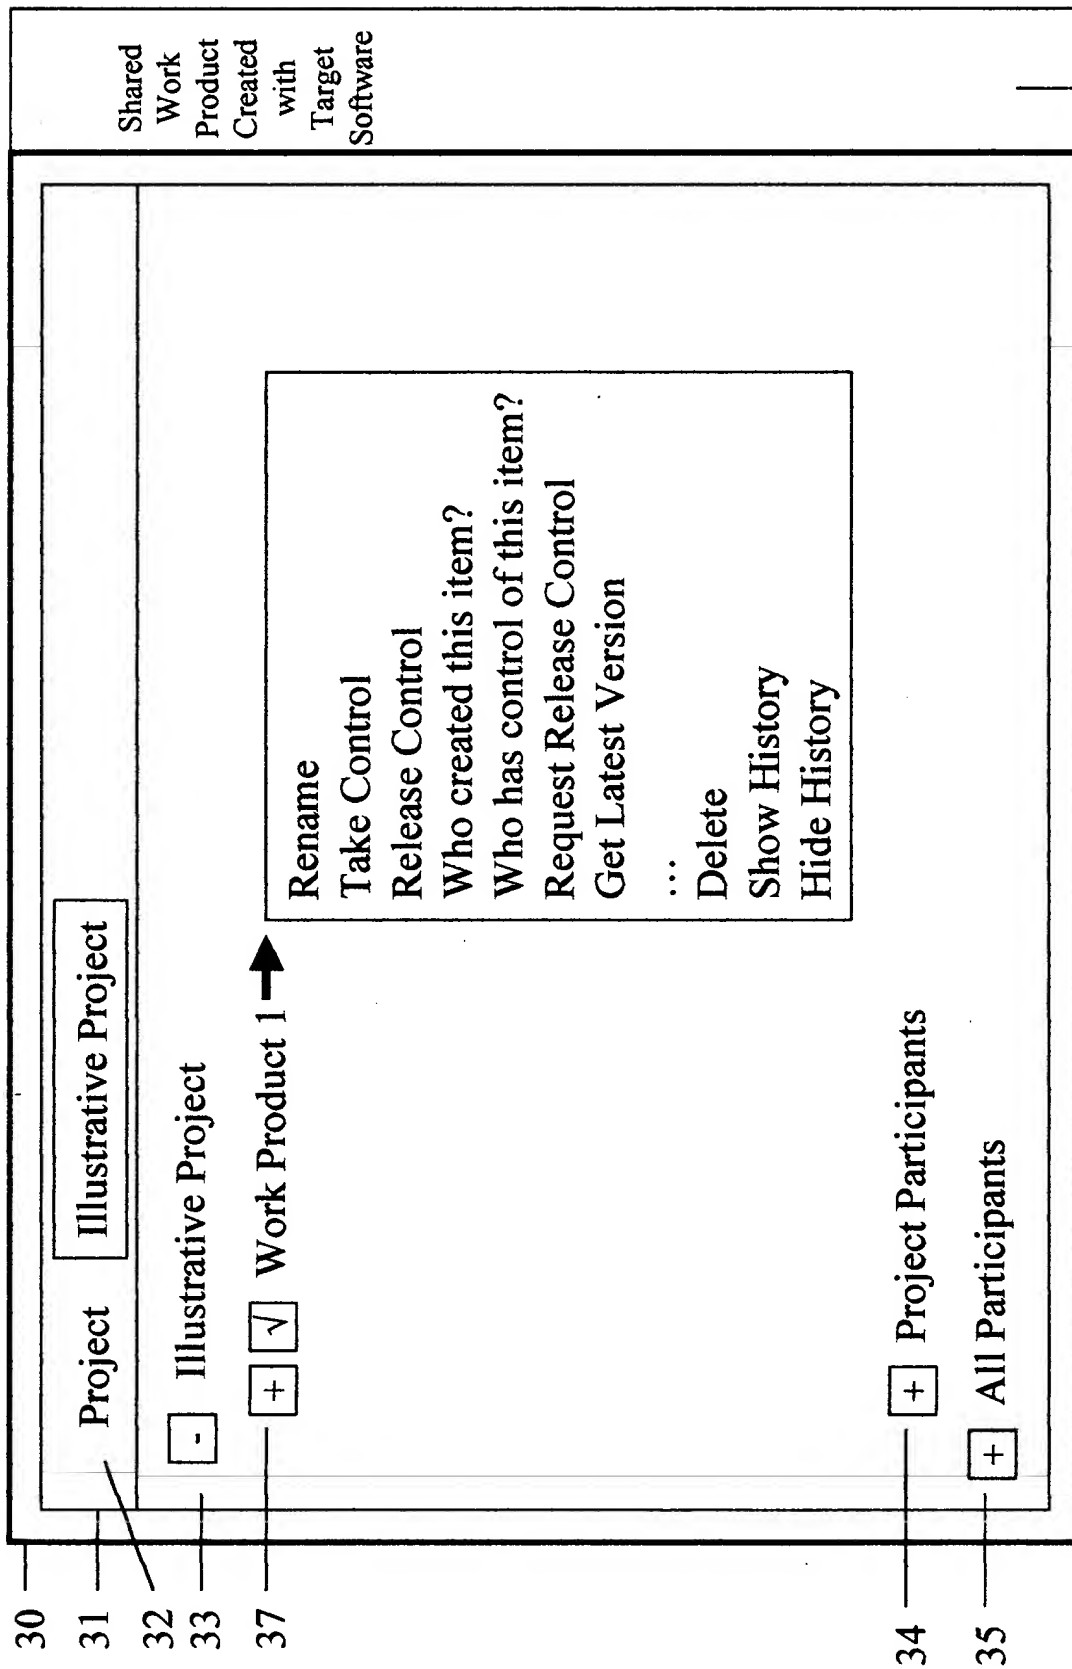 30
31
32
33
37
34
35
Project
Illustrative Project
- Illustrative Project
+ √ Work Product 1
Rename
Take Control
Release Control
Who created this item?
Who has control of this item?
Request Release Control
Get Latest Version
...
Delete
Show History
Hide History
+ Project Participants
+ All Participants
Shared
Work
Product
Created
with
Target
Software